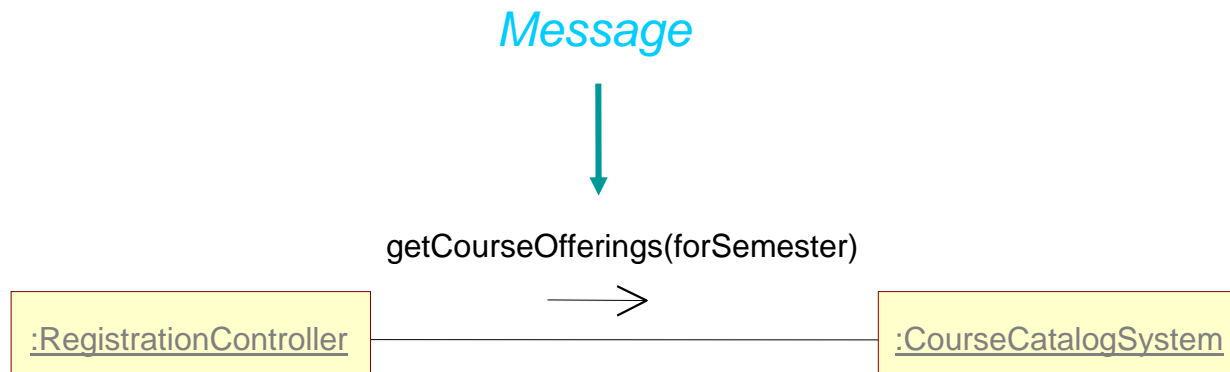 Message
getCourseOfferings(forSemester)
:RegistrationController
:CourseCatalogSystem